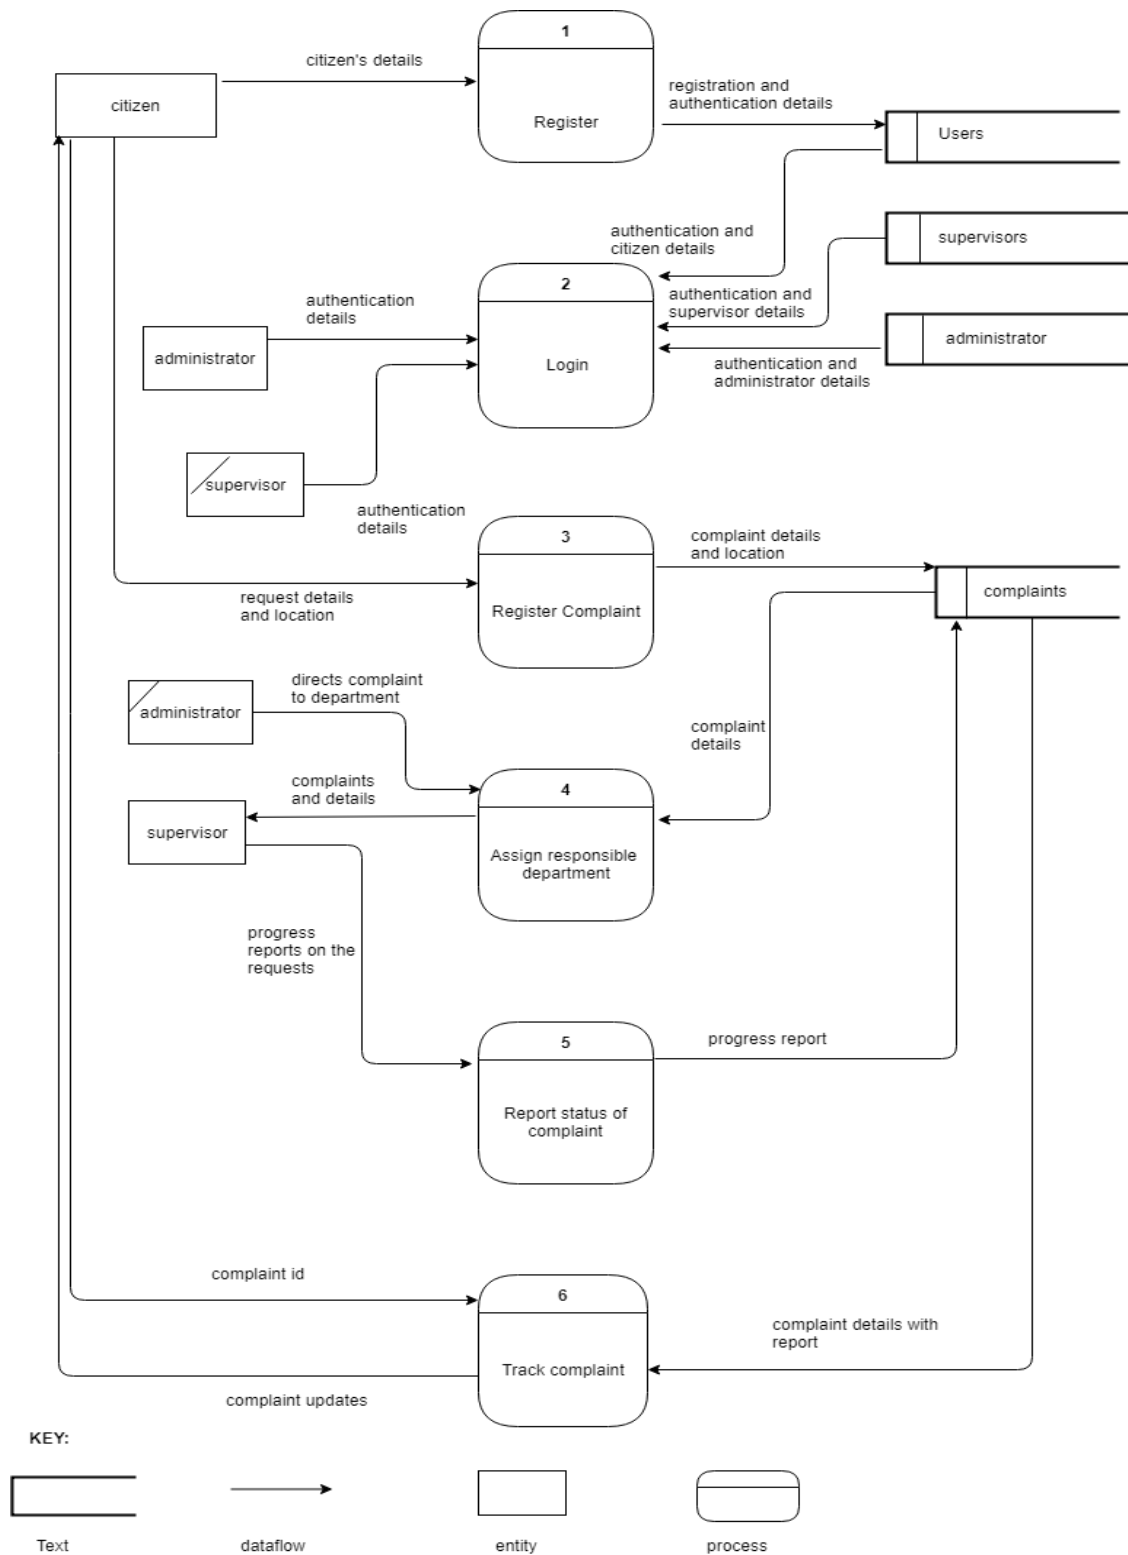 1
citizen's details
citizen
Register
registration and
authentication details
Users
authentication and
citizen details
supervisors
2
authentication
details
authentication and
supervisor details
administrator
Login
administrator
authentication and
administrator details
supervisor
authentication
details
3
complaint details
and location
request details
and location
Register Complaint
complaints
directs complaint
to department
administrator
complaint
details
complaints
and details
4
supervisor
Assign responsible
department
progress
reports on the
requests
5
progress report
Report status of
complaint
complaint id
6
complaint details with
report
Track complaint
complaint updates
KEY:
Text
dataflow
entity
process